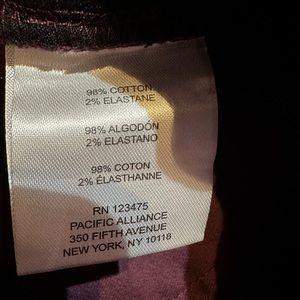 98% COTTON
2% ELASTANE
98% ALGODÓN
2% ELASTANO
98% COTON
2% ÉLASTHANNE
RN 123475
PACIFIC ALLIANCE
350 FIFTH AVENUE
NEW YORK, NY 10118